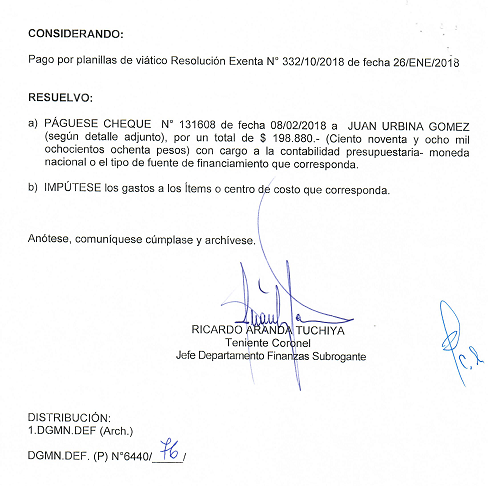 CONSIDERANDO:
Pago por planillas de viático Resolución Exenta N° 332/10/2018 de fecha 26/ENE/2018
RESUELVO:
a) PÁGUESE CHEQUE N° 131608 de fecha 08/02/2018 a JUAN URBINA GOMEZ
(según detalle adjunto), por un total de $ 198.880.- (Ciento noventa y ocho mil
ochocientos ochenta pesos) con cargo a la contabilidad presupuestaria- moneda
nacional o el tipo de fuente de financiamiento que corresponda.
b) IMPÚTESE los gastos a los Ítems o centro de costo que corresponda.
Anótese, comuníquese cúmplase y archívese.
RICARDO ARANDA TUCHIYA
Teniente Coronel
Jefe Departamento Finanzas Subrogante
DISTRIBUCIÓN:
1.DGMN.DEF (Arch.)
DGMN.DEF. (P) N°6440/ 76 /